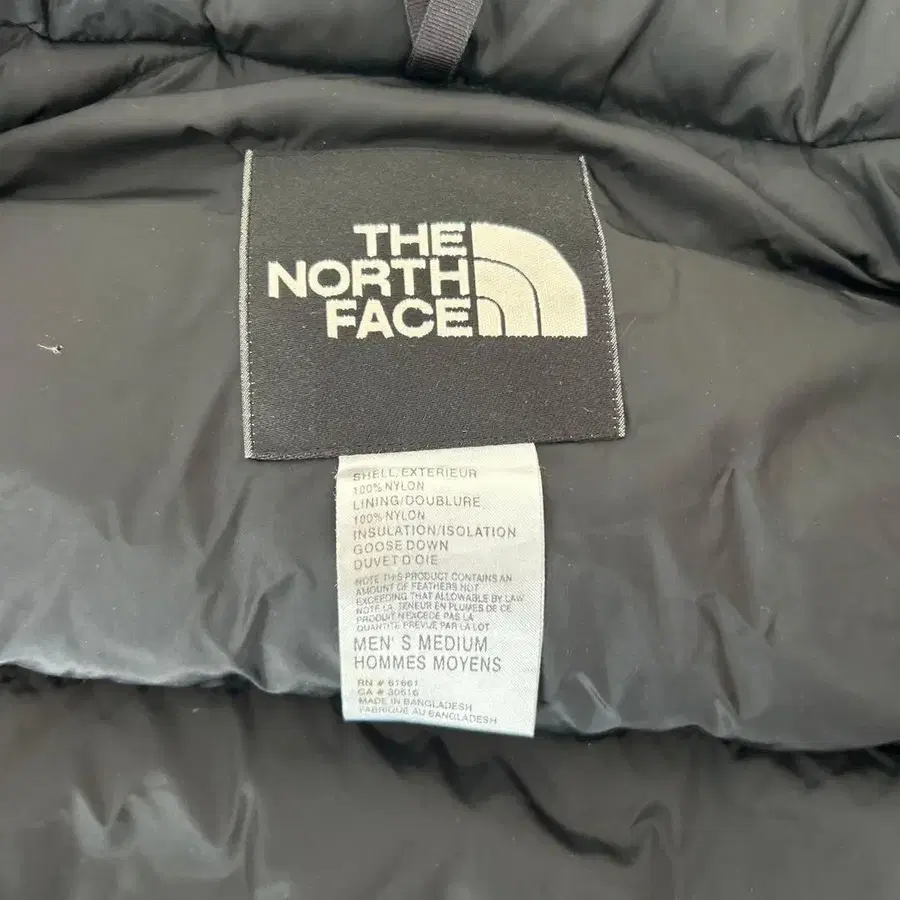 THE
NORTH
FACE
SHELL, EXTERIEUR
100% NYLON
LINING/DOUBLURE
100% NYLON
INSULATION/ISOLATION
GOOSE DOWN
DUVET D'OIE
NOTE THIS PRODUCT CONTAINS AN
AMOUNT OF FEATHERS NOT
EXCEEDING THAT ALLOWABLE BY LAW
NOTE LA TENEUR EN PLUMES DE CE
PRODUIT N'EXCEDE PAS LA
QUANTITE PREVUE PAR LA LOT
MEN' S MEDIUM
HOMMES MOYENS
RN # 61661
CA # 30516
MADE IN BANGLADESH
FABRIQUE AU BANGLADESH